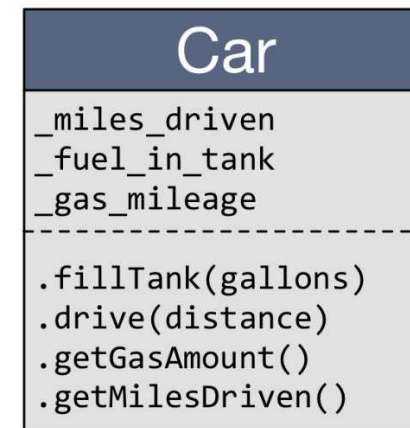 Car
_miles_driven
_fuel_in_tank
_gas_mileage
.fillTank(gallons)
.drive(distance)
.getGasAmount()
.getMilesDriven()